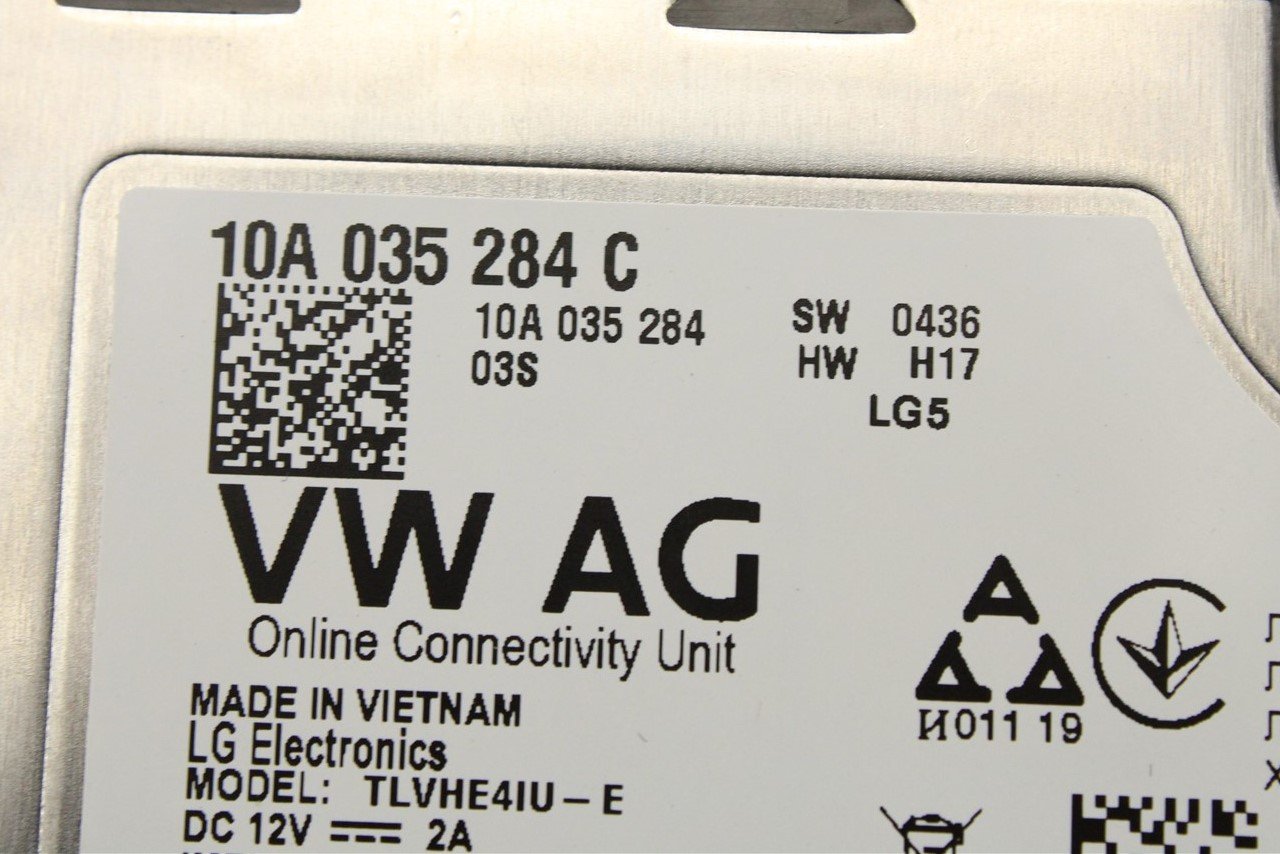 10A 035 284 C
10A 035 284 SW 0436
03S HW H17
LG5
VW AG
Online Connectivity Unit
MADE IN VIETNAM
LG Electronics
MODEL: TLVHE4IU – E
И011 19
DC 12V ⎓ 2A